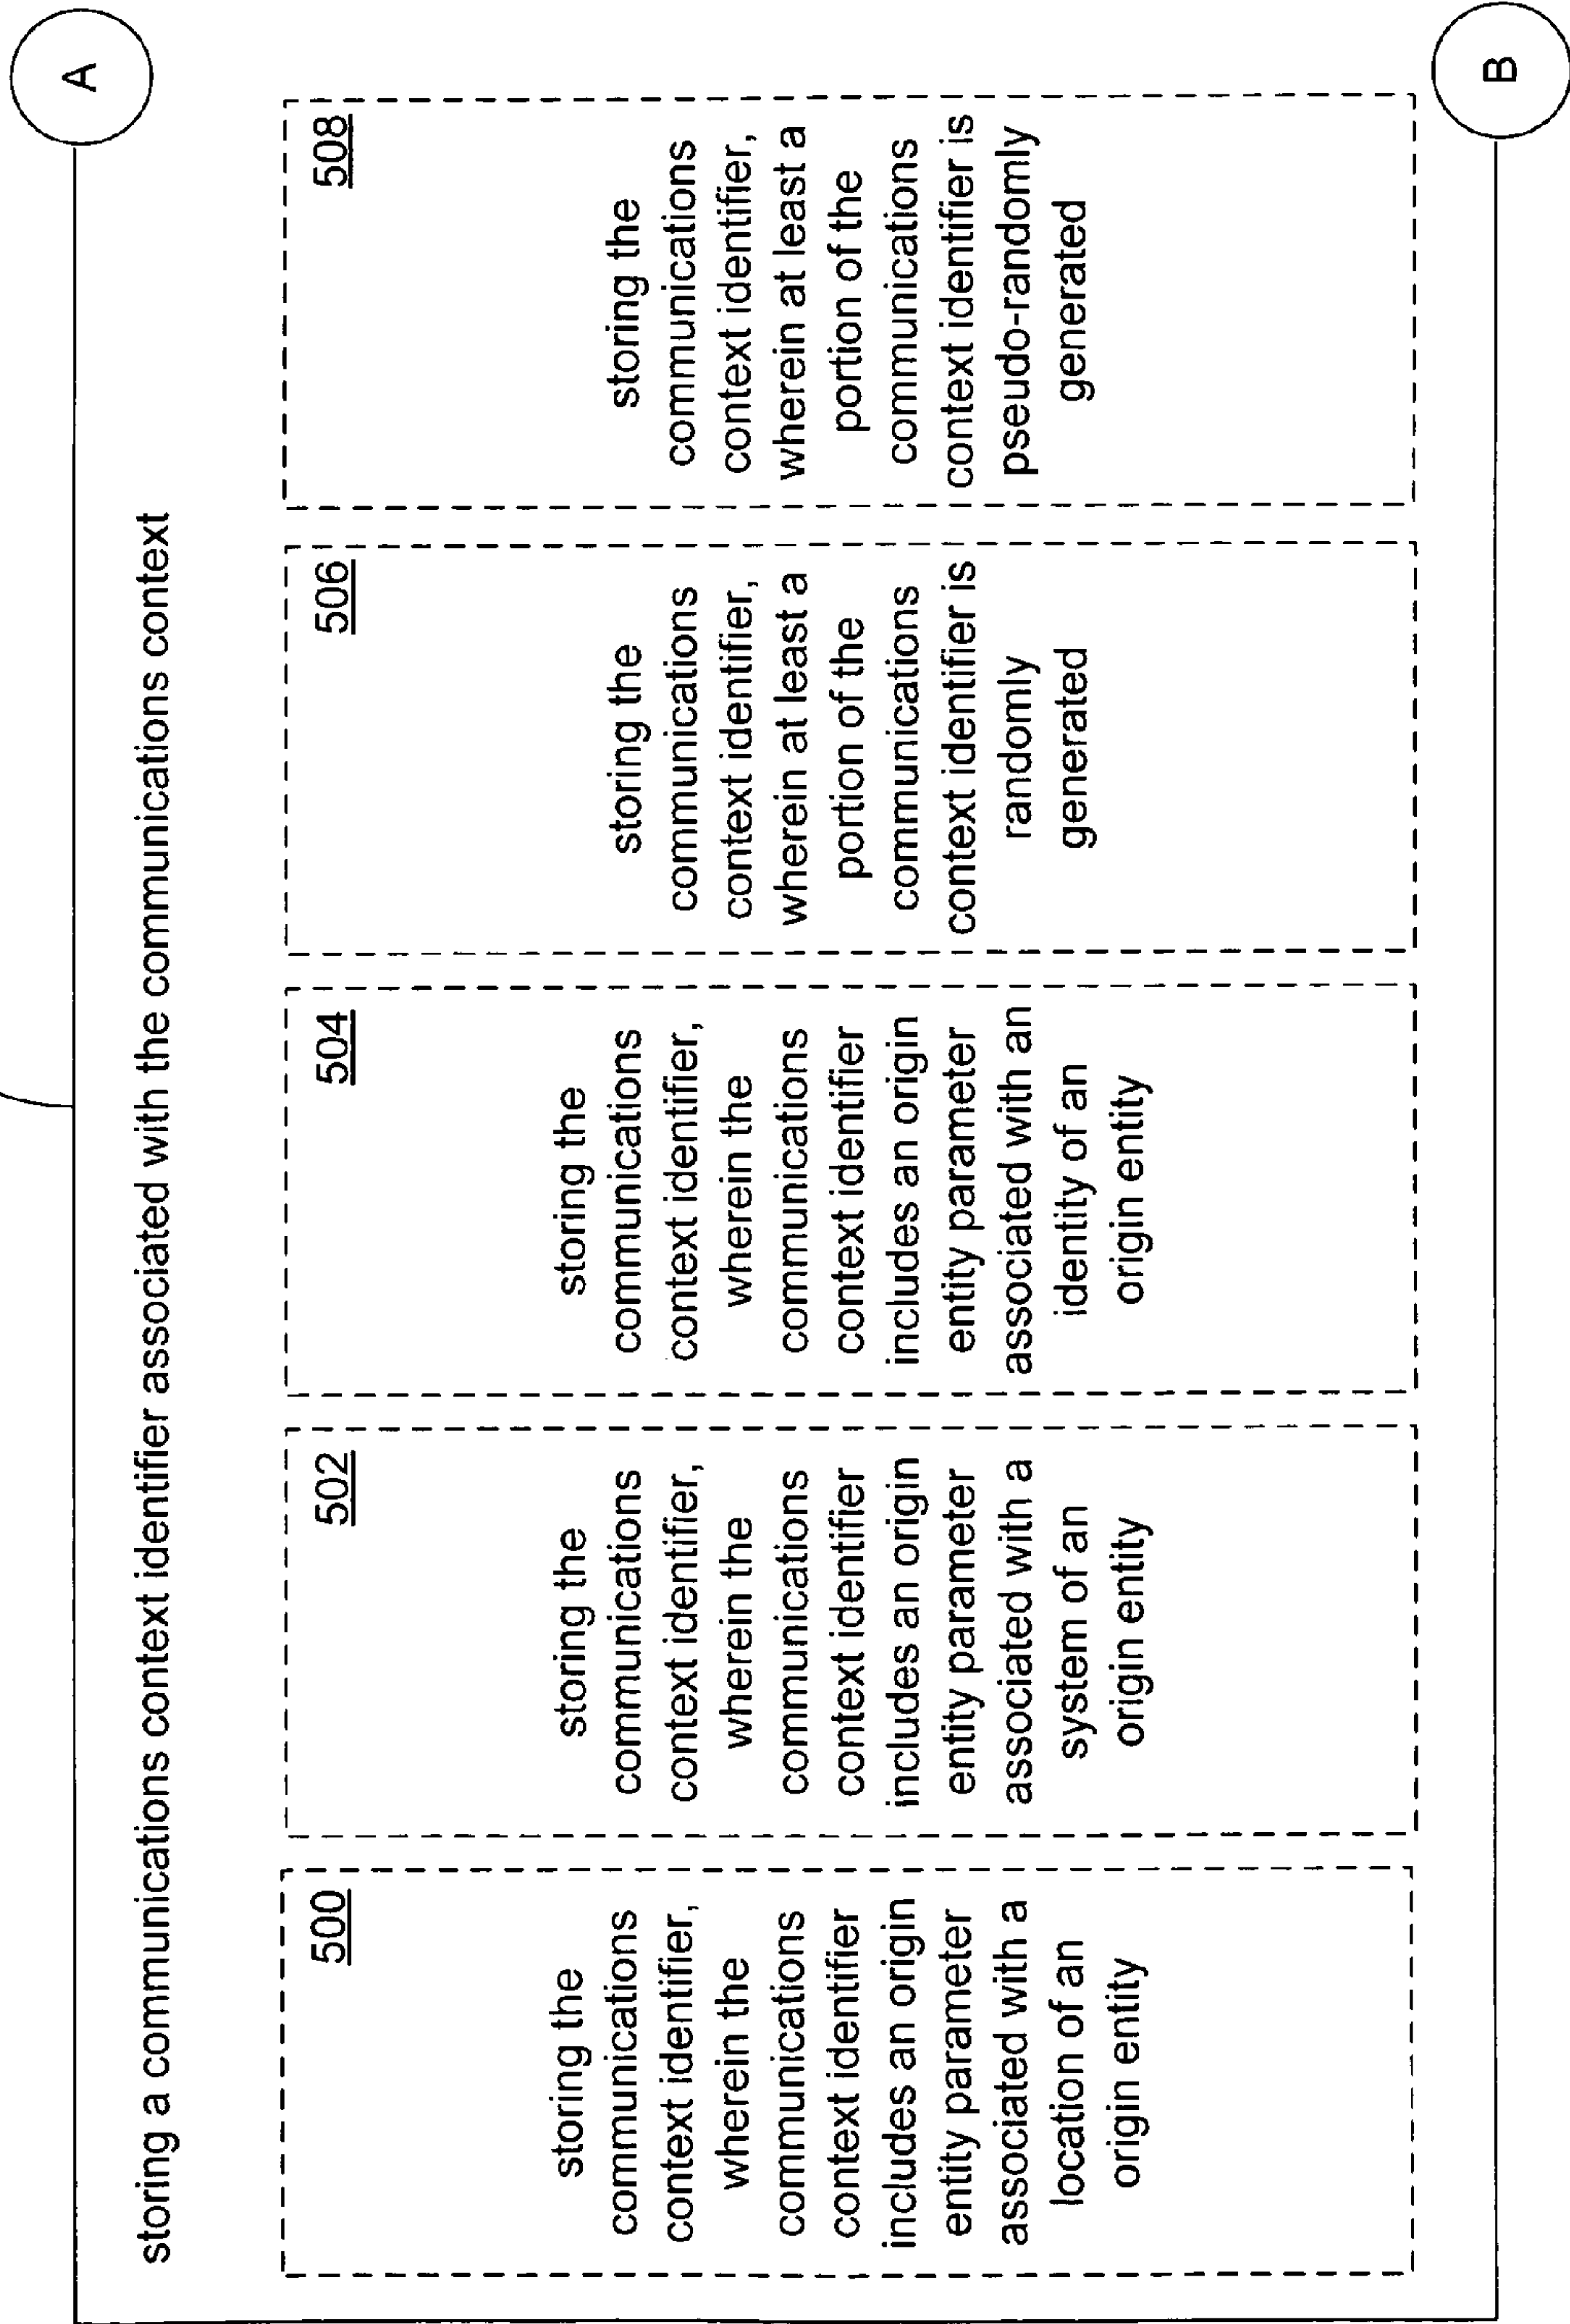 A
storing a communications context identifier associated with the communications context
500
storing the
communications
context identifier,
wherein the
communications
context identifier
includes an origin
entity parameter
associated with a
location of an
origin entity
502
storing the
communications
context identifier,
wherein the
communications
context identifier
includes an origin
entity parameter
associated with a
system of an
origin entity
504
storing the
communications
context identifier,
wherein the
communications
context identifier
includes an origin
entity parameter
associated with an
identity of an
origin entity
506
storing the
communications
context identifier,
wherein at least a
portion of the
communications
context identifier is
randomly
generated
508
storing the
communications
context identifier,
wherein at least a
portion of the
communications
context identifier is
pseudo-randomly
generated
B